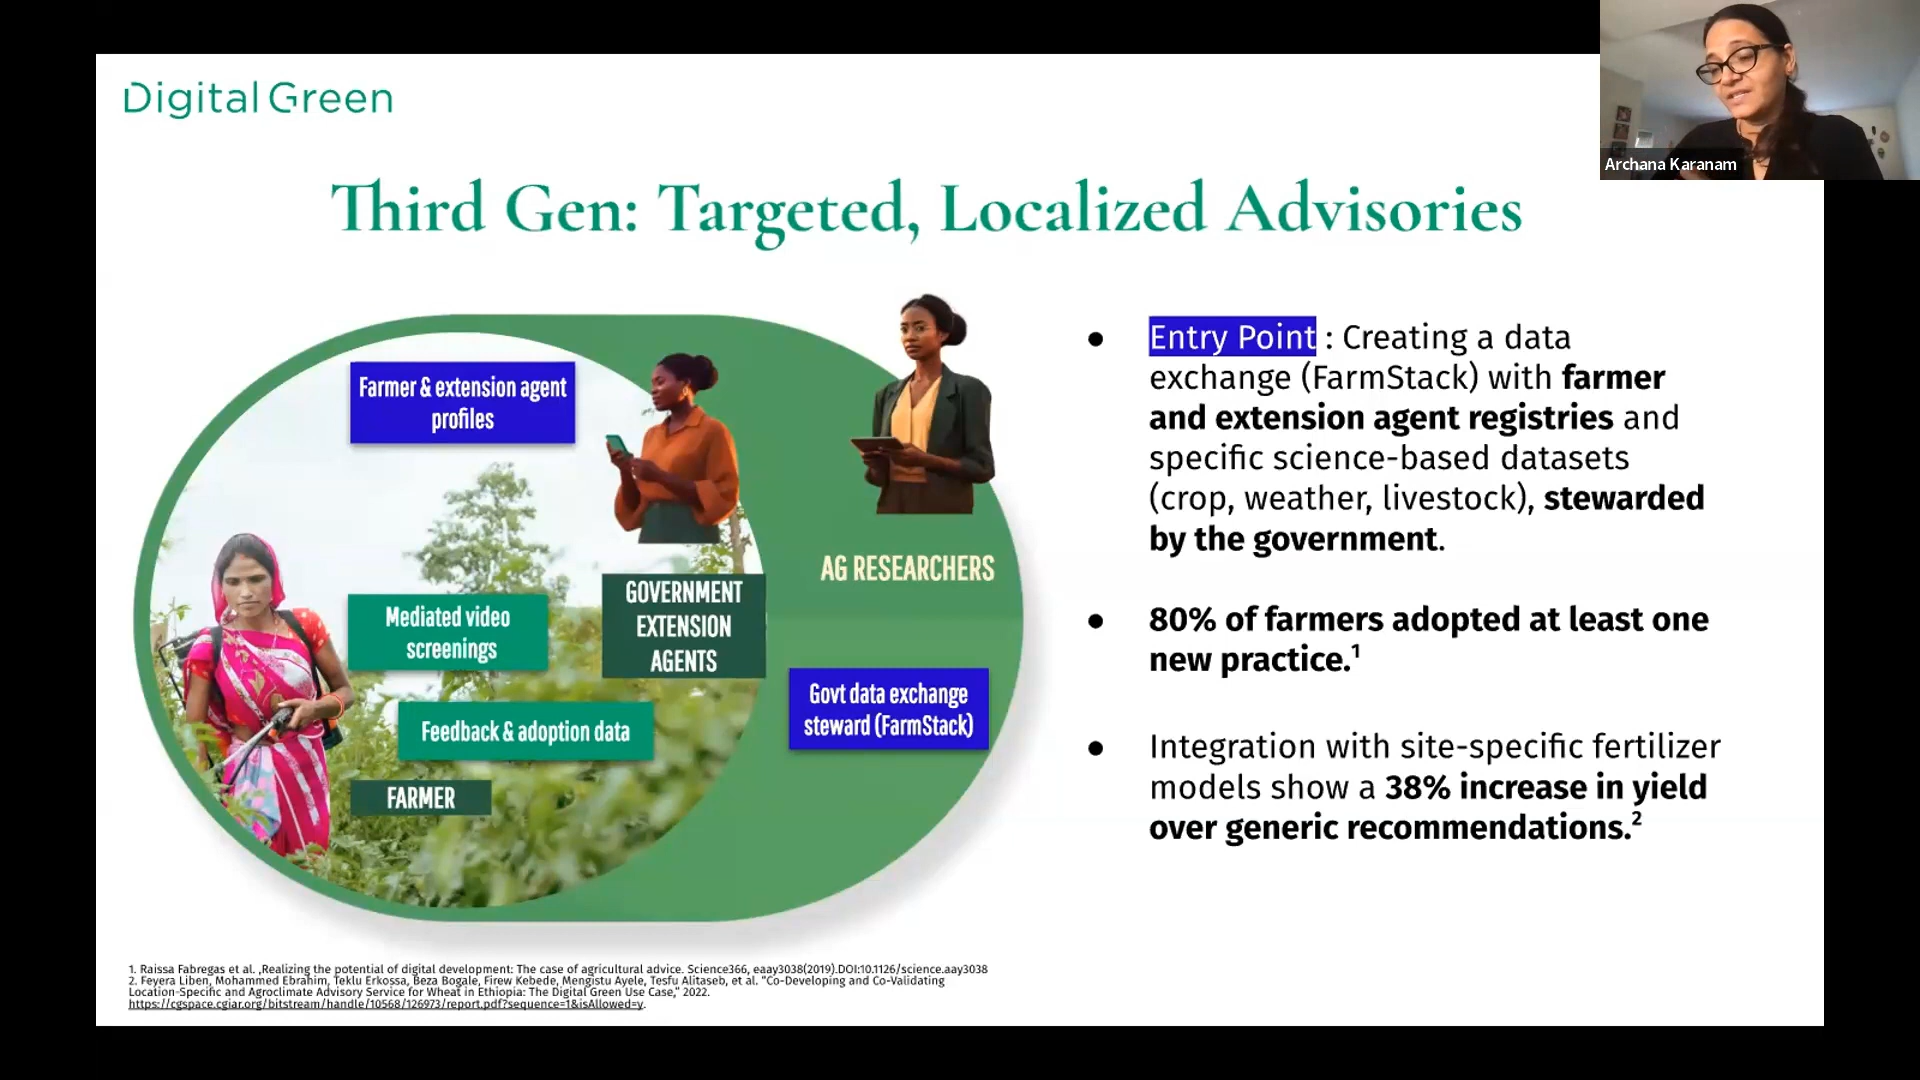 Digital Green
Archana Karanam
Third Gen: Targeted, Localized Advisories
Farmer & extension agent
profiles
Mediated video
screenings
Feedback & adoption data
FARMER
GOVERNMENT
EXTENSION
AGENTS
AG RESEARCHERS
Govt data exchange
steward (FarmStack)
● Entry Point : Creating a data
exchange (FarmStack) with farmer
and extension agent registries and
specific science-based datasets
(crop, weather, livestock), stewarded
by the government.
● 80% of farmers adopted at least one
new practice.¹
● Integration with site-specific fertilizer
models show a 38% increase in yield
over generic recommendations.²
1. Raissa Fabregas et al. ,Realizing the potential of digital development: The case of agricultural advice. Science366, eaay3038(2019).DOI:10.1126/science.aay3038
2. Feyera Liben, Mohammed Ebrahim, Teklu Erkossa, Beza Bogale, Firew Kebede, Mengistu Ayele, Tesfu Alitaseb, et al. “Co-Developing and Co-Validating
Location-Specific and Agroclimate Advisory Service for Wheat in Ethiopia: The Digital Green Use Case,” 2022.
https://cgspace.cgiar.org/bitstream/handle/10568/126973/report.pdf?sequence=1&isAllowed=y.